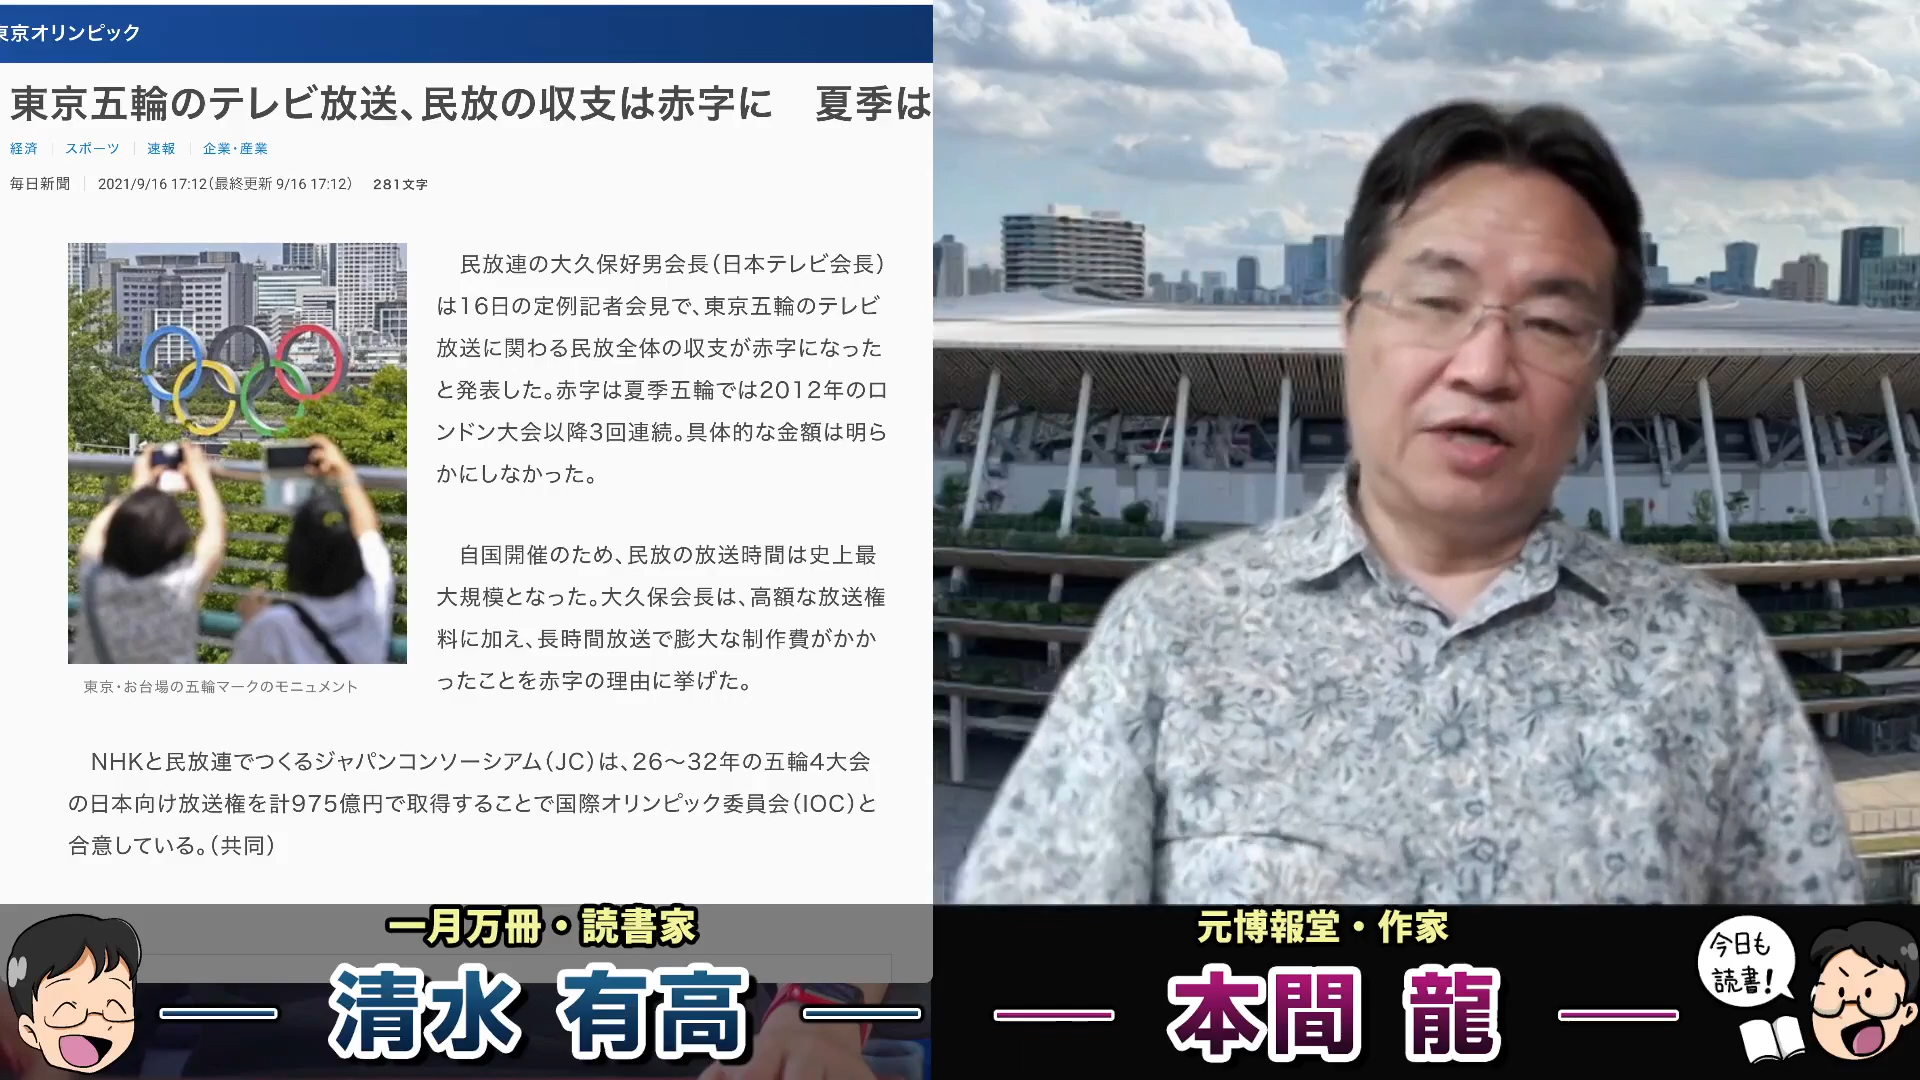 東京オリンピック
東京五輪のテレビ放送、民放の収支は赤字に　夏季は
経済 スポーツ 速報 企業・産業
毎日新聞 2021/9/16 17:12(最終更新 9/16 17:12) 281文字
民放連の大久保好男会長(日本テレビ会長)
は16日の定例記者会見で、東京五輪のテレビ
放送に関わる民放全体の収支が赤字になった
と発表した。赤字は夏季五輪では2012年のロ
ンドン大会以降3回連続。具体的な金額は明ら
かにしなかった。
自国開催のため、民放の放送時間は史上最
大規模となった。大久保会長は、高額な放送権
料に加え、長時間放送で膨大な制作費がかか
ったことを赤字の理由に挙げた。
東京・お台場の五輪マークのモニュメント
NHKと民放連でつくるジャパンコンソーシアム(JC)は、26〜32年の五輪4大会
の日本向け放送権を計975億円で取得することで国際オリンピック委員会(IOC)と
合意している。(共同)
一月万冊・読書家
清水 有高
元博報堂・作家
本間 龍
今日も
読書!